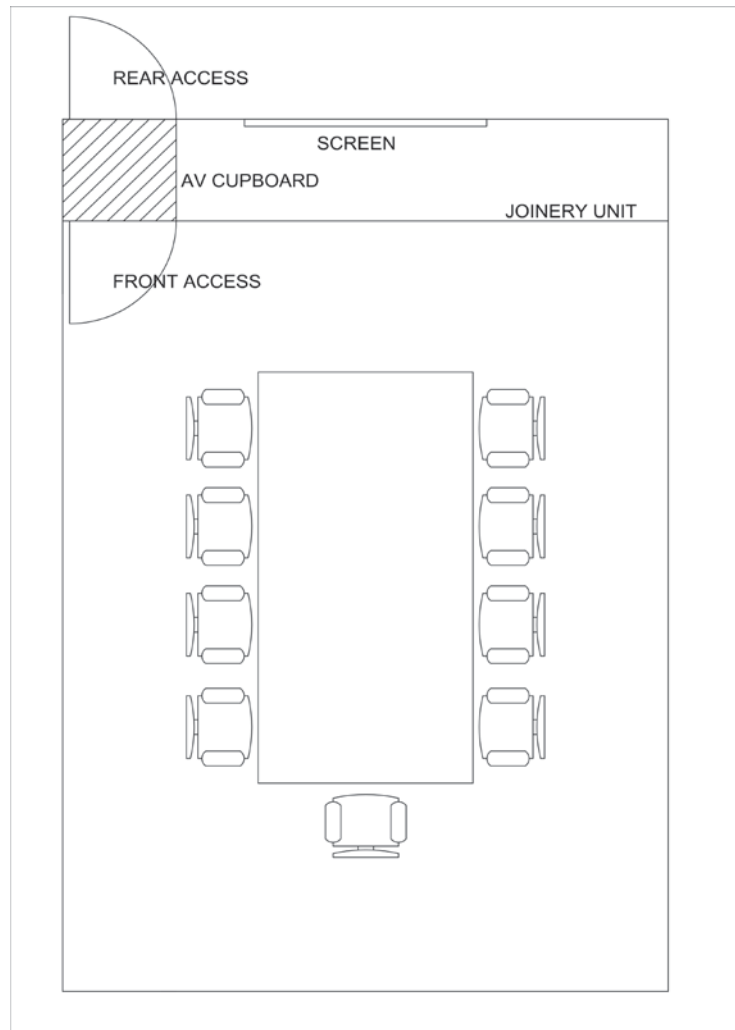 REAR ACCESS
SCREEN
AV CUPBOARD
JOINERY UNIT
FRONT ACCESS